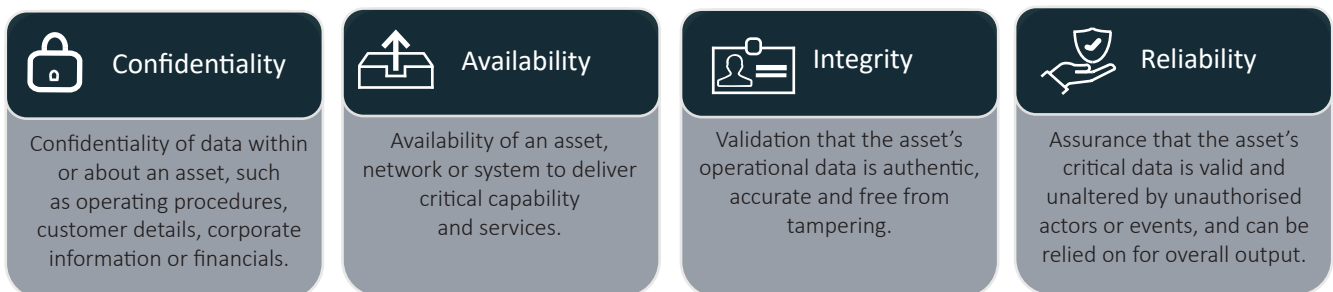 Confidentiality
Confidentiality of data within
or about an asset, such
as operating procedures,
customer details, corporate
information or financials.
Availability
Availability of an asset,
network or system to deliver
critical capability
and services.
Integrity
Validation that the asset’s
operational data is authentic,
accurate and free from
tampering.
Reliability
Assurance that the asset’s
critical data is valid and
unaltered by unauthorised
actors or events, and can be
relied on for overall output.